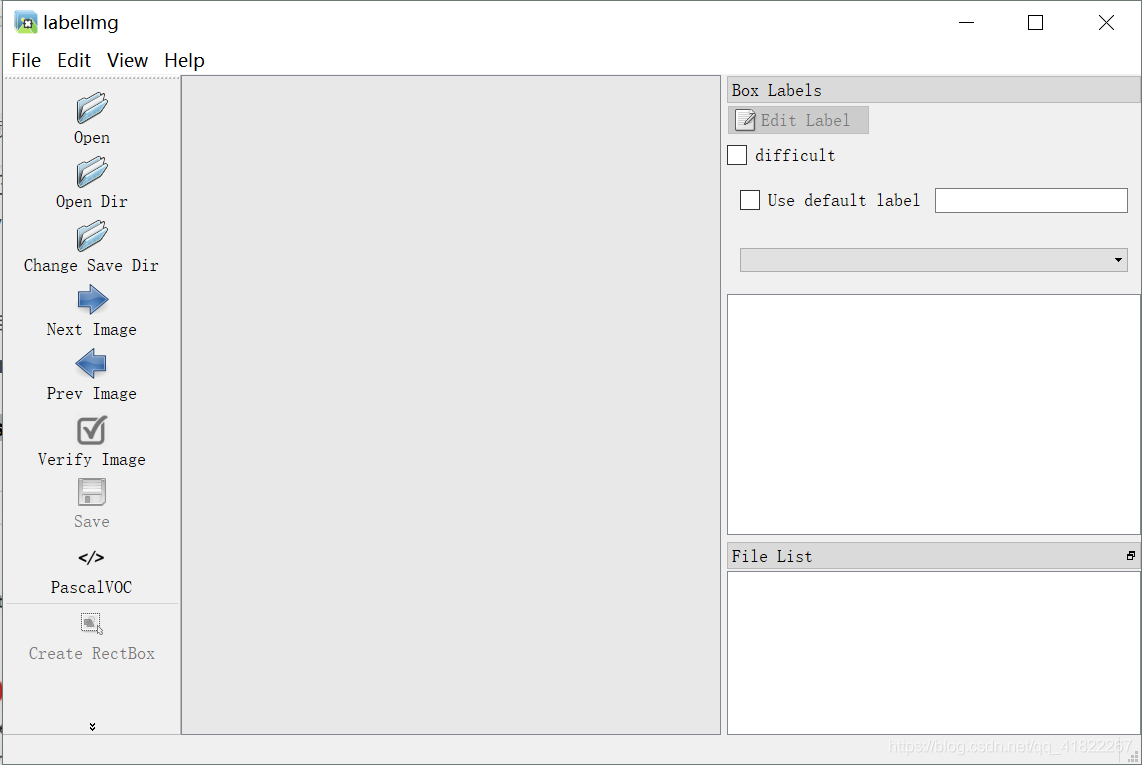 labelImg
File Edit View Help
Open
Open Dir
Change Save Dir
Next Image
Prev Image
Verify Image
Save
</>
PascalVOC
Create RectBox
Box Labels
Edit Label
difficult
Use default label
File List
https://blog.csdn.net/qq_41822267